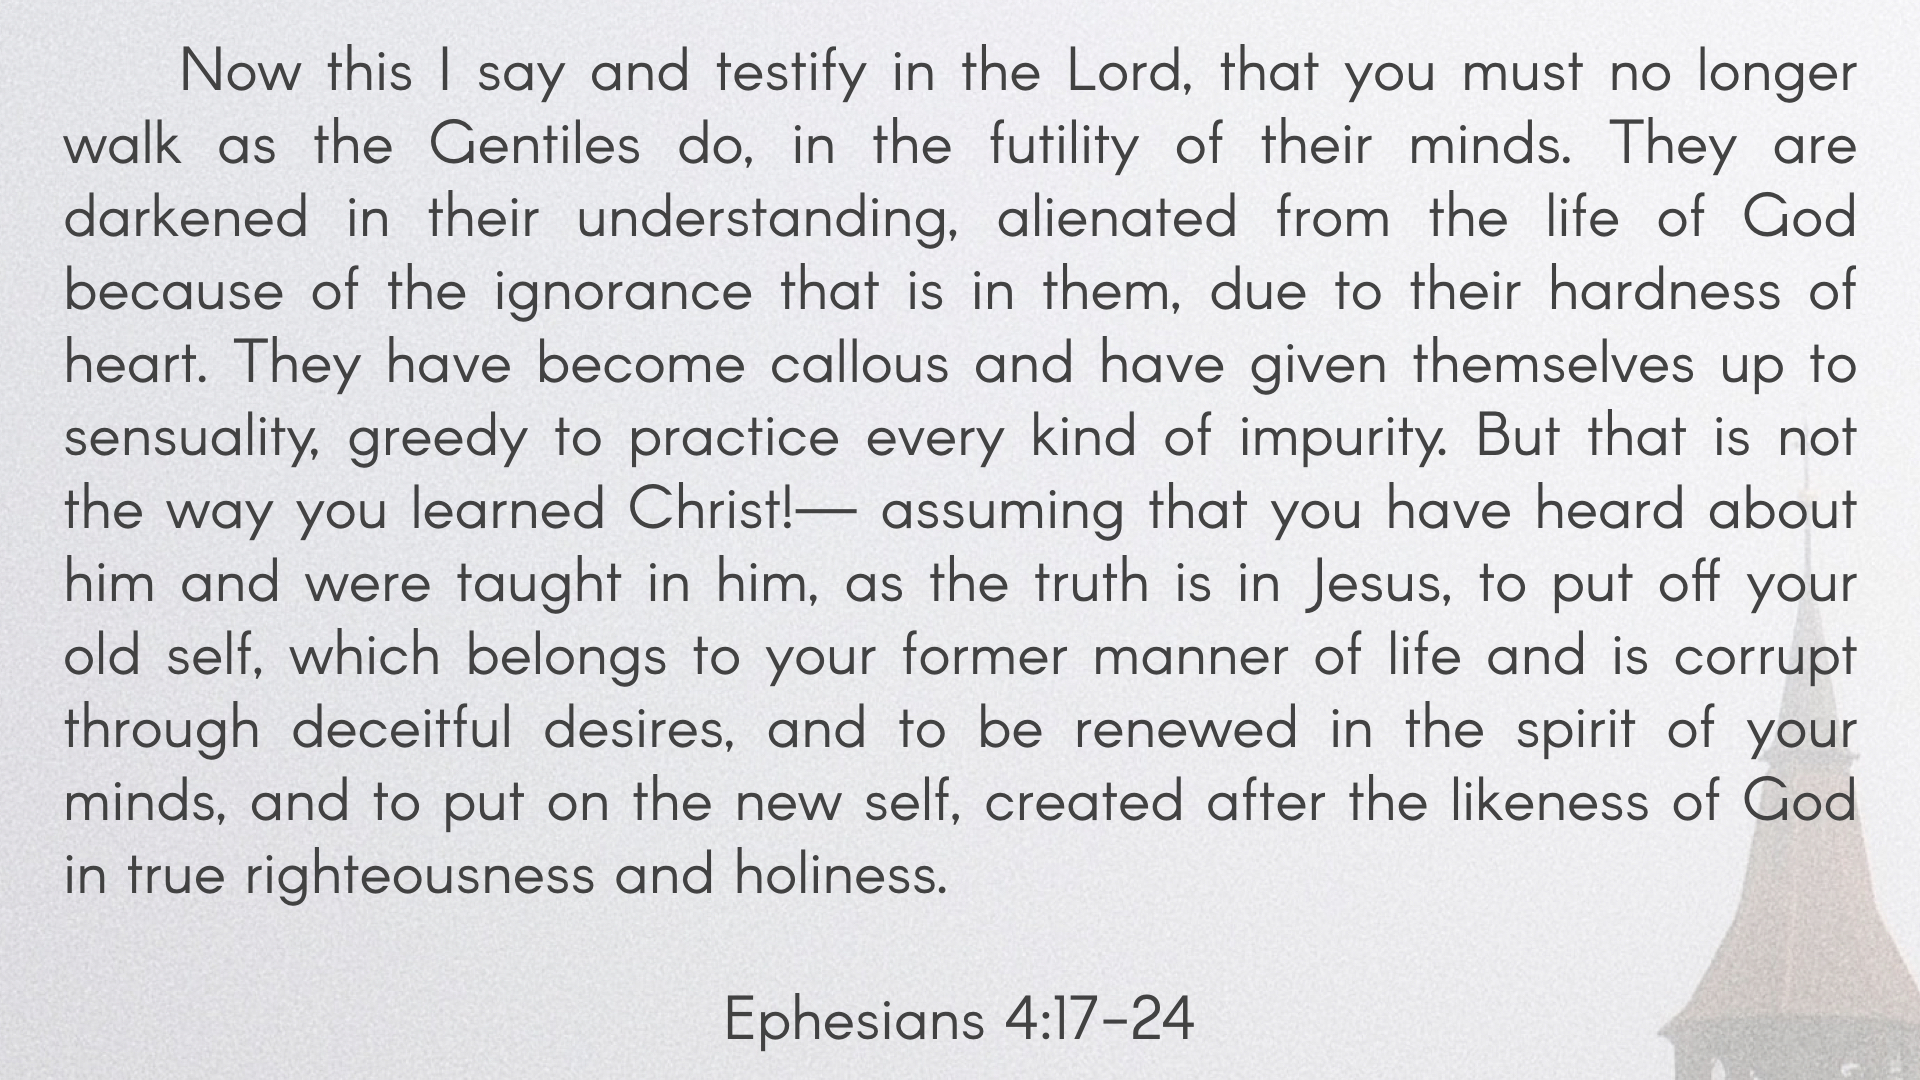 Now this I say and testify in the Lord, that you must no longer
walk as the Gentiles do, in the futility of their minds. They are
darkened in their understanding, alienated from the life of God
because of the ignorance that is in them, due to their hardness of
heart. They have become callous and have given themselves up to
sensuality, greedy to practice every kind of impurity. But that is not
the way you learned Christ!— assuming that you have heard about
him and were taught in him, as the truth is in Jesus, to put off your
old self, which belongs to your former manner of life and is corrupt
through deceitful desires, and to be renewed in the spirit of your
minds, and to put on the new self, created after the likeness of God
in true righteousness and holiness.
Ephesians 4:17–24